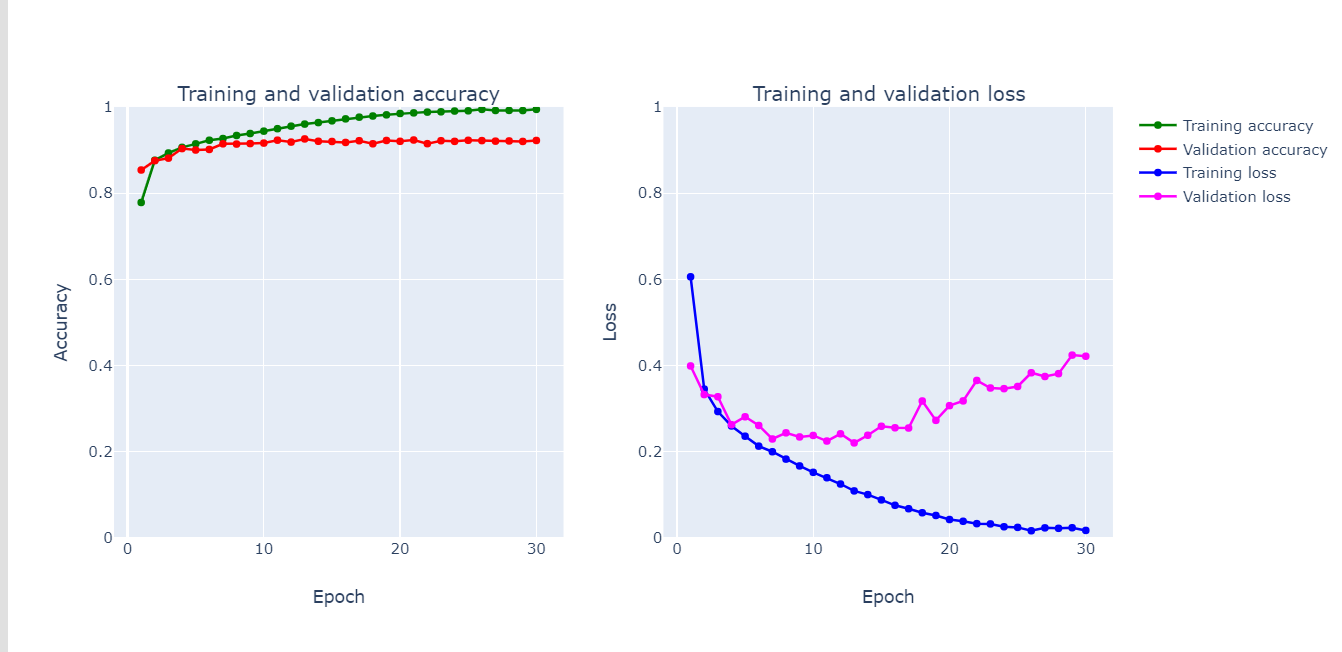 Training and validation accuracy
1
0.8
0.6
0.4
0.2
0
0
10
20
30
Accuracy
Epoch
Training and validation loss
1
0.8
0.6
0.4
0.2
0
0
10
20
30
Loss
Epoch
Training accuracy
Validation accuracy
Training loss
Validation loss